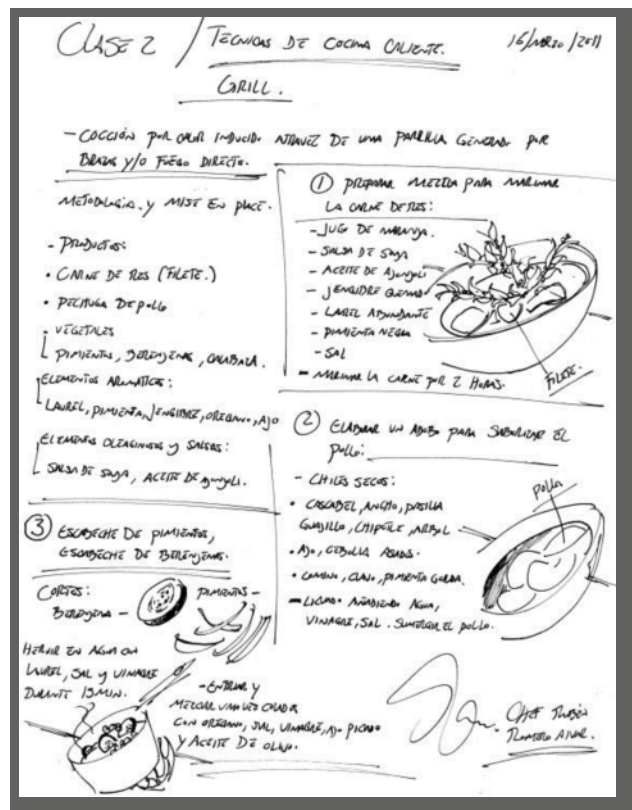 CLASE 2 / TECNICAS DE COCINA CALIENTE. 16/MARZO/2011
GRILL.
- COCCIÓN POR CALOR INDUCIDO ATRAVEZ DE UNA PARRILLA GENERADO POR
BRAZAS Y/O FUEGO DIRECTO.
METODOLOGIA Y MISE EN PLACE.
- PRODUCTOS:
• CARNE DE RES (FILETE.)
• PECHUGA DE POLLO
• VEGETALES
PIMIENTOS, BERENJENAS, CALABAZA.
ELEMENTOS AROMATICOS:
LAUREL, PIMIENTA, JENGIBRE, OREGANO, AJO
ELEMENTOS OLEAGINOSOS Y SALSAS:
SALSA DE SOYA, ACEITE DE AJONJOLI.
① PREPARAR MEZCLA PARA MARINAR
LA CARNE DE RES:
- JUGO DE NARANJA.
- SALSA DE SOYA
- ACEITE DE AJONJOLI
- JENGIBRE
- LAUREL ABUNDANTE
- PIMIENTA NEGRA
- SAL
- MARINAR LA CARNE POR 2 HORAS.
FILETE.
② ELABORAR UN ADOBO PARA SABORIZAR EL
POLLO:
- CHILES SECOS:
• CASCABEL, ANCHO, PASILLA
GUAJILLO, CHIPOTLE, ARBOL
• AJO, CEBOLLA ASADOS.
• COMINO, CLAVO, PIMIENTA GORDA.
- LICUADO AÑADIENDO AGUA,
VINAGRE, SAL. SUMERGIR EL POLLO.
POLLO
③ ESCABECHE DE PIMIENTOS,
ESCABECHE DE BERENJENAS.
CORTES: PIMIENTOS -
BERENJENA -
HERVIR EN AGUA CON
LAUREL, SAL Y VINAGRE
DURANTE 15 MIN.
- ENFRIAR Y
MEZCLAR UNA VEZ COLADOS
CON OREGANO, SAL, VINAGRE, AJO PICADO
Y ACEITE DE OLIVO.
CHEF RUBÉN
ROMERO